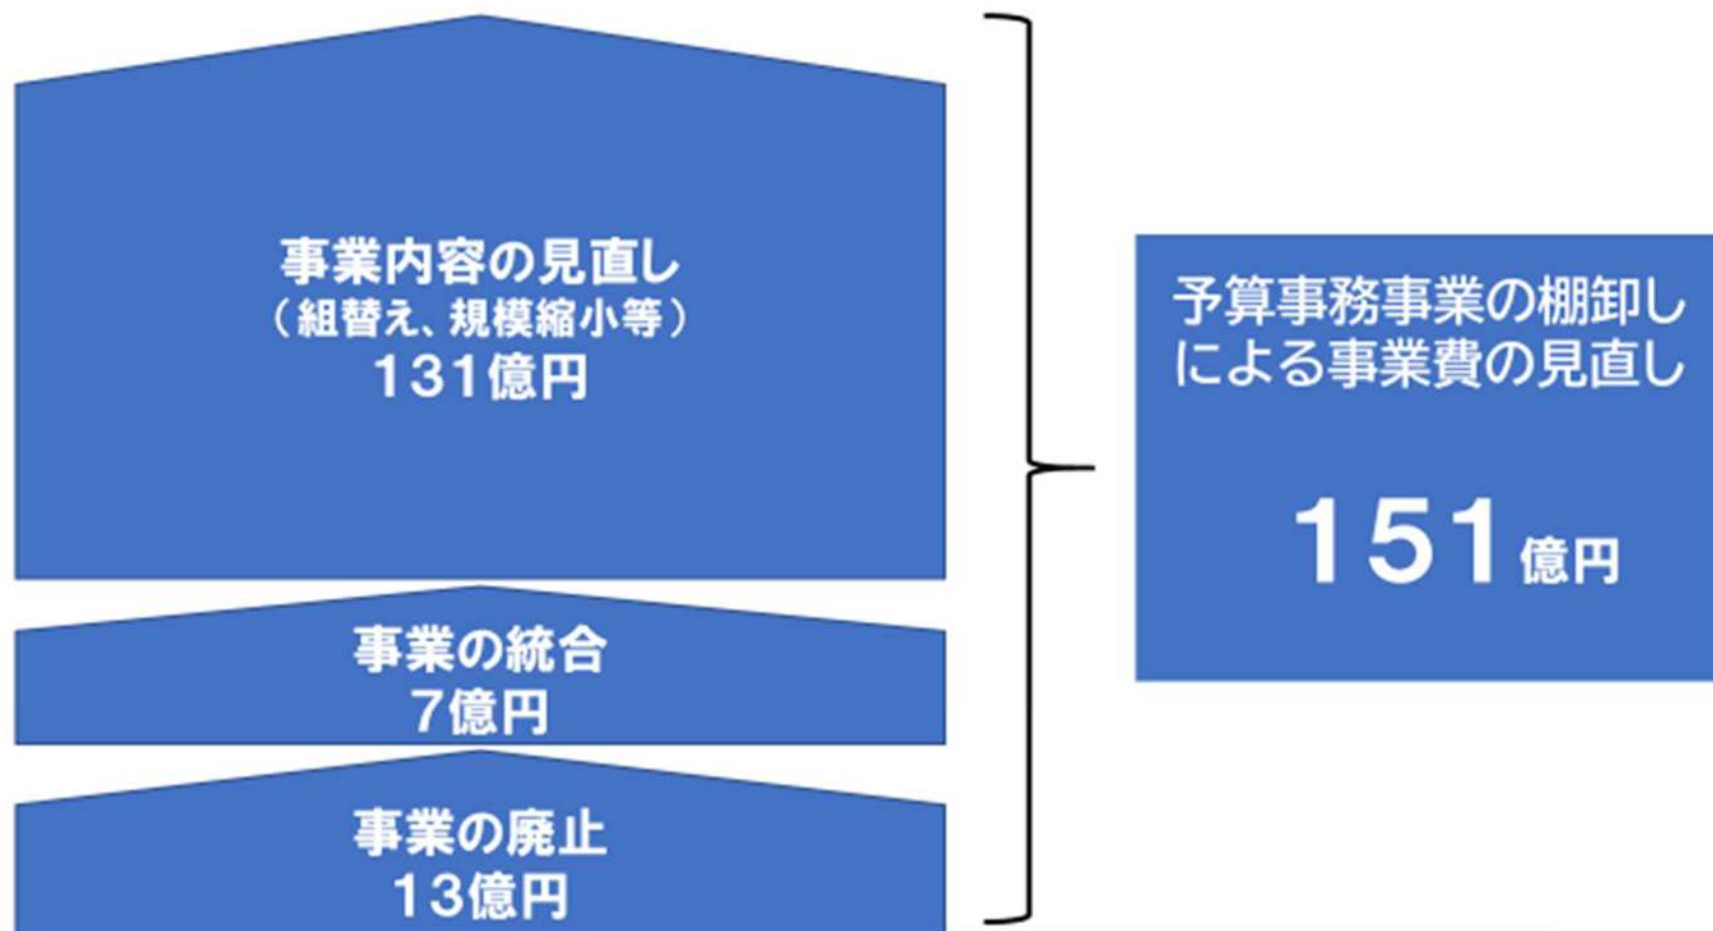 事業内容の見直し
（組替え、規模縮小等）
131億円
事業の統合
7億円
事業の廃止
13億円
予算事務事業の棚卸し
による事業費の見直し
151億円